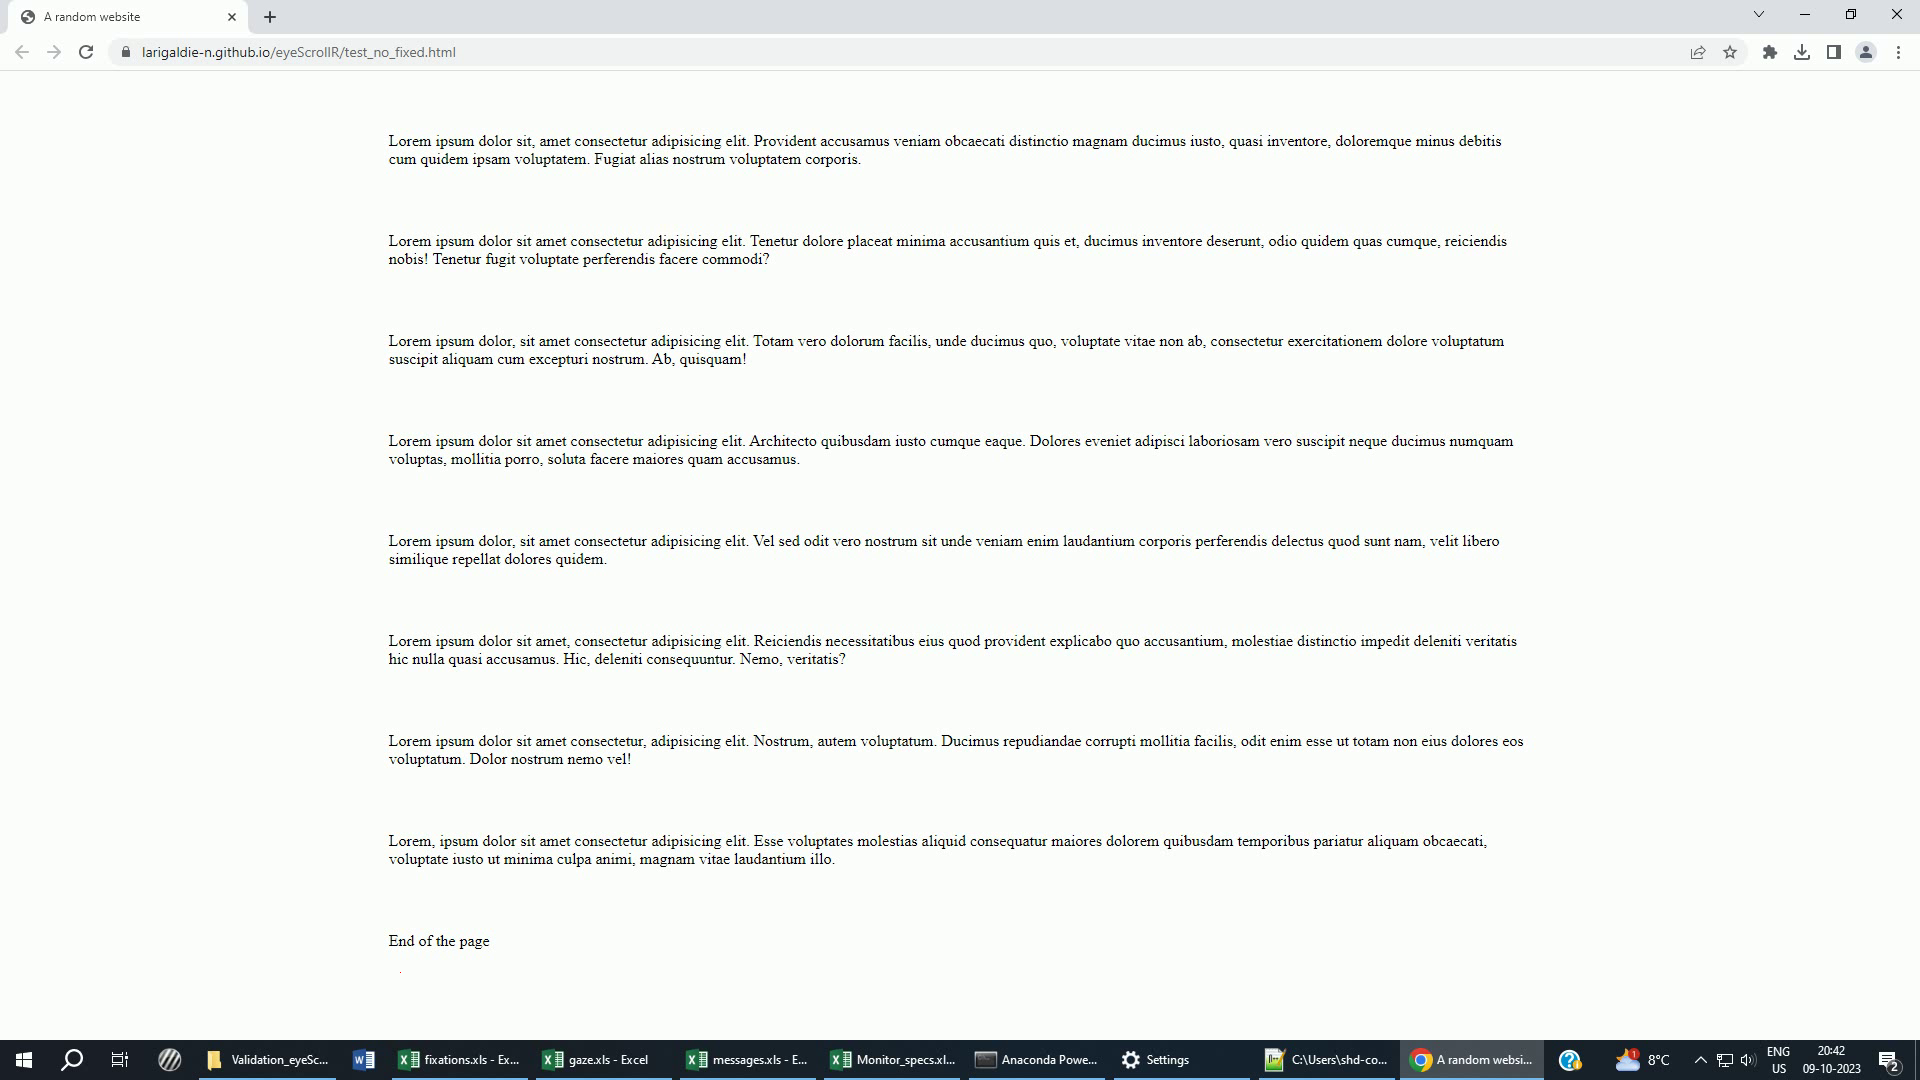 A random website
larigaldie-n.github.io/eyeScrollR/test_no_fixed.html
Lorem ipsum dolor sit, amet consectetur adipisicing elit. Provident accusamus veniam obcaecati distinctio magnam ducimus iusto, quasi inventore, doloremque minus debitis
cum quidem ipsam voluptatem. Fugiat alias nostrum voluptatem corporis.
Lorem ipsum dolor sit amet consectetur adipisicing elit. Tenetur dolore placeat minima accusantium quis et, ducimus inventore deserunt, odio quidem quas cumque, reiciendis
nobis! Tenetur fugit voluptate perferendis facere commodi?
Lorem ipsum dolor, sit amet consectetur adipisicing elit. Totam vero dolorum facilis, unde ducimus quo, voluptate vitae non ab, consectetur exercitationem dolore voluptatum
suscipit aliquam cum excepturi nostrum. Ab, quisquam!
Lorem ipsum dolor sit amet consectetur adipisicing elit. Architecto quibusdam iusto cumque eaque. Dolores eveniet adipisci laboriosam vero suscipit neque ducimus numquam
voluptas, mollitia porro, soluta facere maiores quam accusamus.
Lorem ipsum dolor, sit amet consectetur adipisicing elit. Vel sed odit vero nostrum sit unde veniam enim laudantium corporis perferendis delectus quod sunt nam, velit libero
similique repellat dolores quidem.
Lorem ipsum dolor sit amet, consectetur adipisicing elit. Reiciendis necessitatibus eius quod provident explicabo quo accusantium, molestiae distinctio impedit deleniti veritatis
hic nulla quasi accusamus. Hic, deleniti consequuntur. Nemo, veritatis?
Lorem ipsum dolor sit amet consectetur, adipisicing elit. Nostrum, autem voluptatum. Ducimus repudiandae corrupti mollitia facilis, odit enim esse ut totam non eius dolores eos
voluptatum. Dolor nostrum nemo vel!
Lorem, ipsum dolor sit amet consectetur adipisicing elit. Esse voluptates molestias aliquid consequatur maiores dolorem quibusdam temporibus pariatur aliquam obcaecati,
voluptate iusto ut minima culpa animi, magnam vitae laudantium illo.
End of the page
Validation_eyeSc... fixations.xls - Ex... gaze.xls - Excel messages.xls - E... Monitor_specs.xl... Anaconda Powe... Settings C:\Users\shd-co... A random websi... 1 8°C ENG 20:42
US 09-10-2023 2